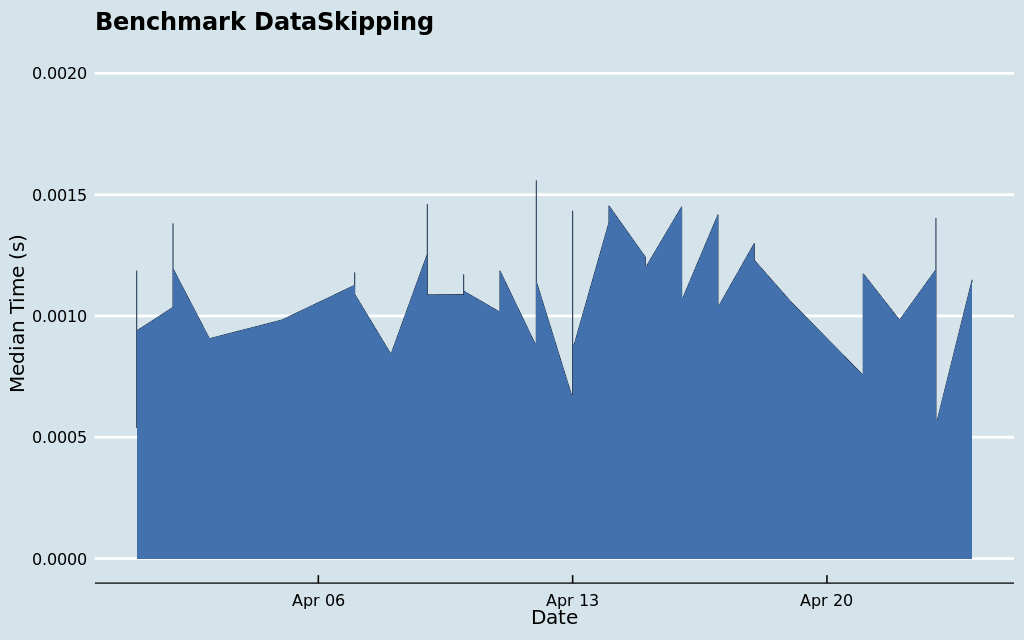 Benchmark DataSkipping
Median Time (s)
0.0020
0.0015
0.0010
0.0005
0.0000
Apr 06
Apr 13
Apr 20
Date